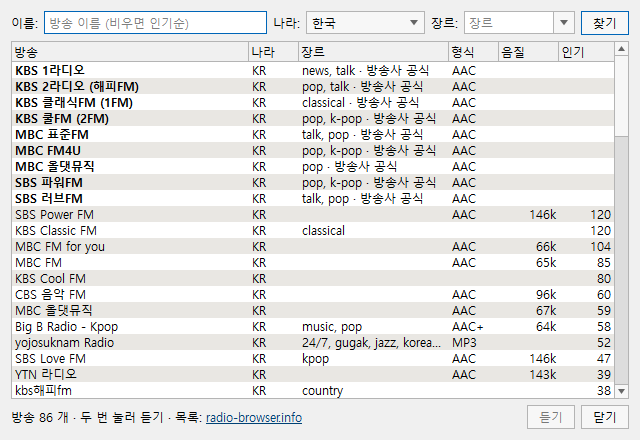 이름: 방송 이름 (비우면 인기순) 나라: 한국 장르: 장르 찾기
방송 나라 장르 형식 음질 인기
KBS 1라디오 KR news, talk · 방송사 공식 AAC
KBS 2라디오 (해피FM) KR pop, talk · 방송사 공식 AAC
KBS 클래식FM (1FM) KR classical · 방송사 공식 AAC
KBS 쿨FM (2FM) KR pop, k-pop · 방송사 공식 AAC
MBC 표준FM KR talk, pop · 방송사 공식 AAC
MBC FM4U KR pop, k-pop · 방송사 공식 AAC
MBC 올댓뮤직 KR pop · 방송사 공식 AAC
SBS 파워FM KR pop, k-pop · 방송사 공식 AAC
SBS 러브FM KR talk, pop · 방송사 공식 AAC
SBS Power FM KR AAC 146k 120
KBS Classic FM KR classical 120
MBC FM for you KR AAC 66k 104
MBC FM KR AAC 65k 85
KBS Cool FM KR 80
CBS 음악 FM KR AAC 96k 60
MBC 올댓뮤직 KR AAC 67k 59
Big B Radio - Kpop KR music, pop AAC+ 64k 58
yojosuknam Radio KR 24/7, gugak, jazz, korea... MP3 52
SBS Love FM KR kpop AAC 146k 47
YTN 라디오 KR AAC 143k 39
kbs해피fm KR country 38
방송 86 개 · 두 번 눌러 듣기 · 목록: radio-browser.info 듣기 닫기